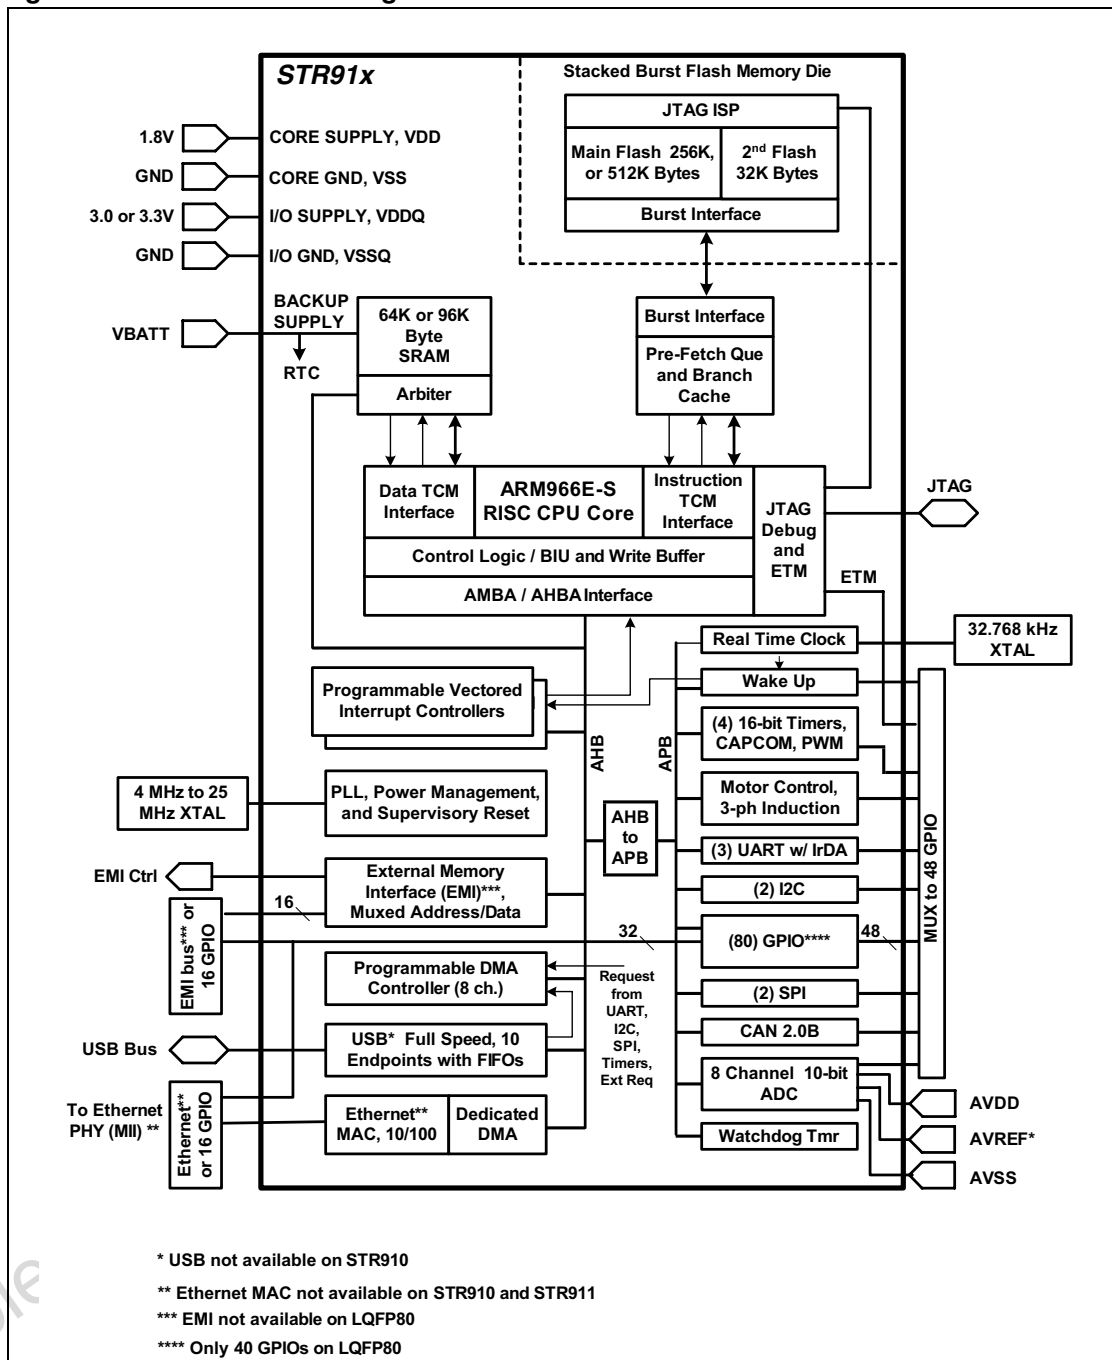 STR91x
Stacked Burst Flash Memory Die
JTAG ISP
Main Flash 256K,
or 512K Bytes
2nd Flash
32K Bytes
Burst Interface
1.8V
CORE SUPPLY, VDD
GND
CORE GND, VSS
3.0 or 3.3V
I/O SUPPLY, VDDQ
GND
I/O GND, VSSQ
VBATT
BACKUP
SUPPLY
RTC
64K or 96K
Byte
SRAM
Arbiter
Burst Interface
Pre-Fetch Que
and Branch
Cache
Data TCM
Interface
ARM966E-S
RISC CPU Core
Instruction
TCM
Interface
JTAG
Debug
and
ETM
Control Logic / BIU and Write Buffer
AMBA / AHBA Interface
JTAG
ETM
Real Time Clock
32.768 kHz
XTAL
Wake Up
Programmable Vectored
Interrupt Controllers
AHB
APB
(4) 16-bit Timers,
CAPCOM, PWM
4 MHz to 25
MHz XTAL
PLL, Power Management,
and Supervisory Reset
Motor Control,
3-ph Induction
AHB
to
APB
(3) UART w/ IrDA
MUX to 48 GPIO
EMI Ctrl
External Memory
Interface (EMI)***,
Muxed Address/Data
(2) I2C
16
EMI bus*** or
16 GPIO
32
(80) GPIO****
48
Programmable DMA
Controller (8 ch.)
Request
from
UART,
I2C,
SPI,
Timers,
Ext Req
(2) SPI
USB Bus
USB* Full Speed, 10
Endpoints with FIFOs
CAN 2.0B
8 Channel 10-bit
ADC
To Ethernet
PHY (MII) **
Ethernet**
or 16 GPIO
Ethernet**
MAC, 10/100
Dedicated
DMA
Watchdog Tmr
AVDD
AVREF*
AVSS
* USB not available on STR910
** Ethernet MAC not available on STR910 and STR911
*** EMI not available on LQFP80
**** Only 40 GPIOs on LQFP80